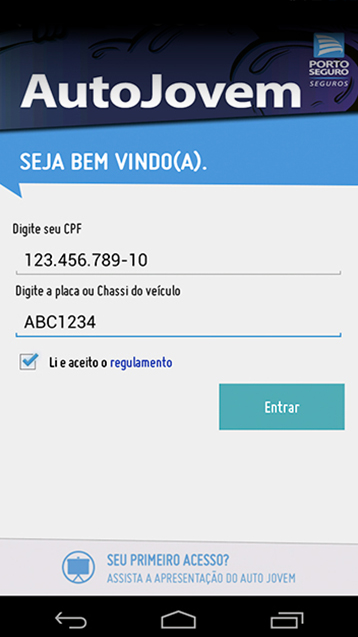 AutoJovem
PORTO
SEGURO
SEGUROS
SEJA BEM VINDO(A).
Digite seu CPF
123.456.789-10
Digite a placa ou Chassi do veículo
ABC1234
Li e aceito o regulamento
Entrar
SEU PRIMEIRO ACESSO?
ASSISTA A APRESENTAÇÃO DO AUTO JOVEM